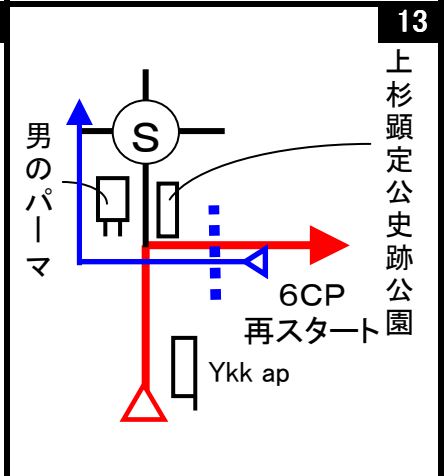 13
上杉顕定公史跡公園
男のパーマ
S
6CP
再スタート
Ykk ap